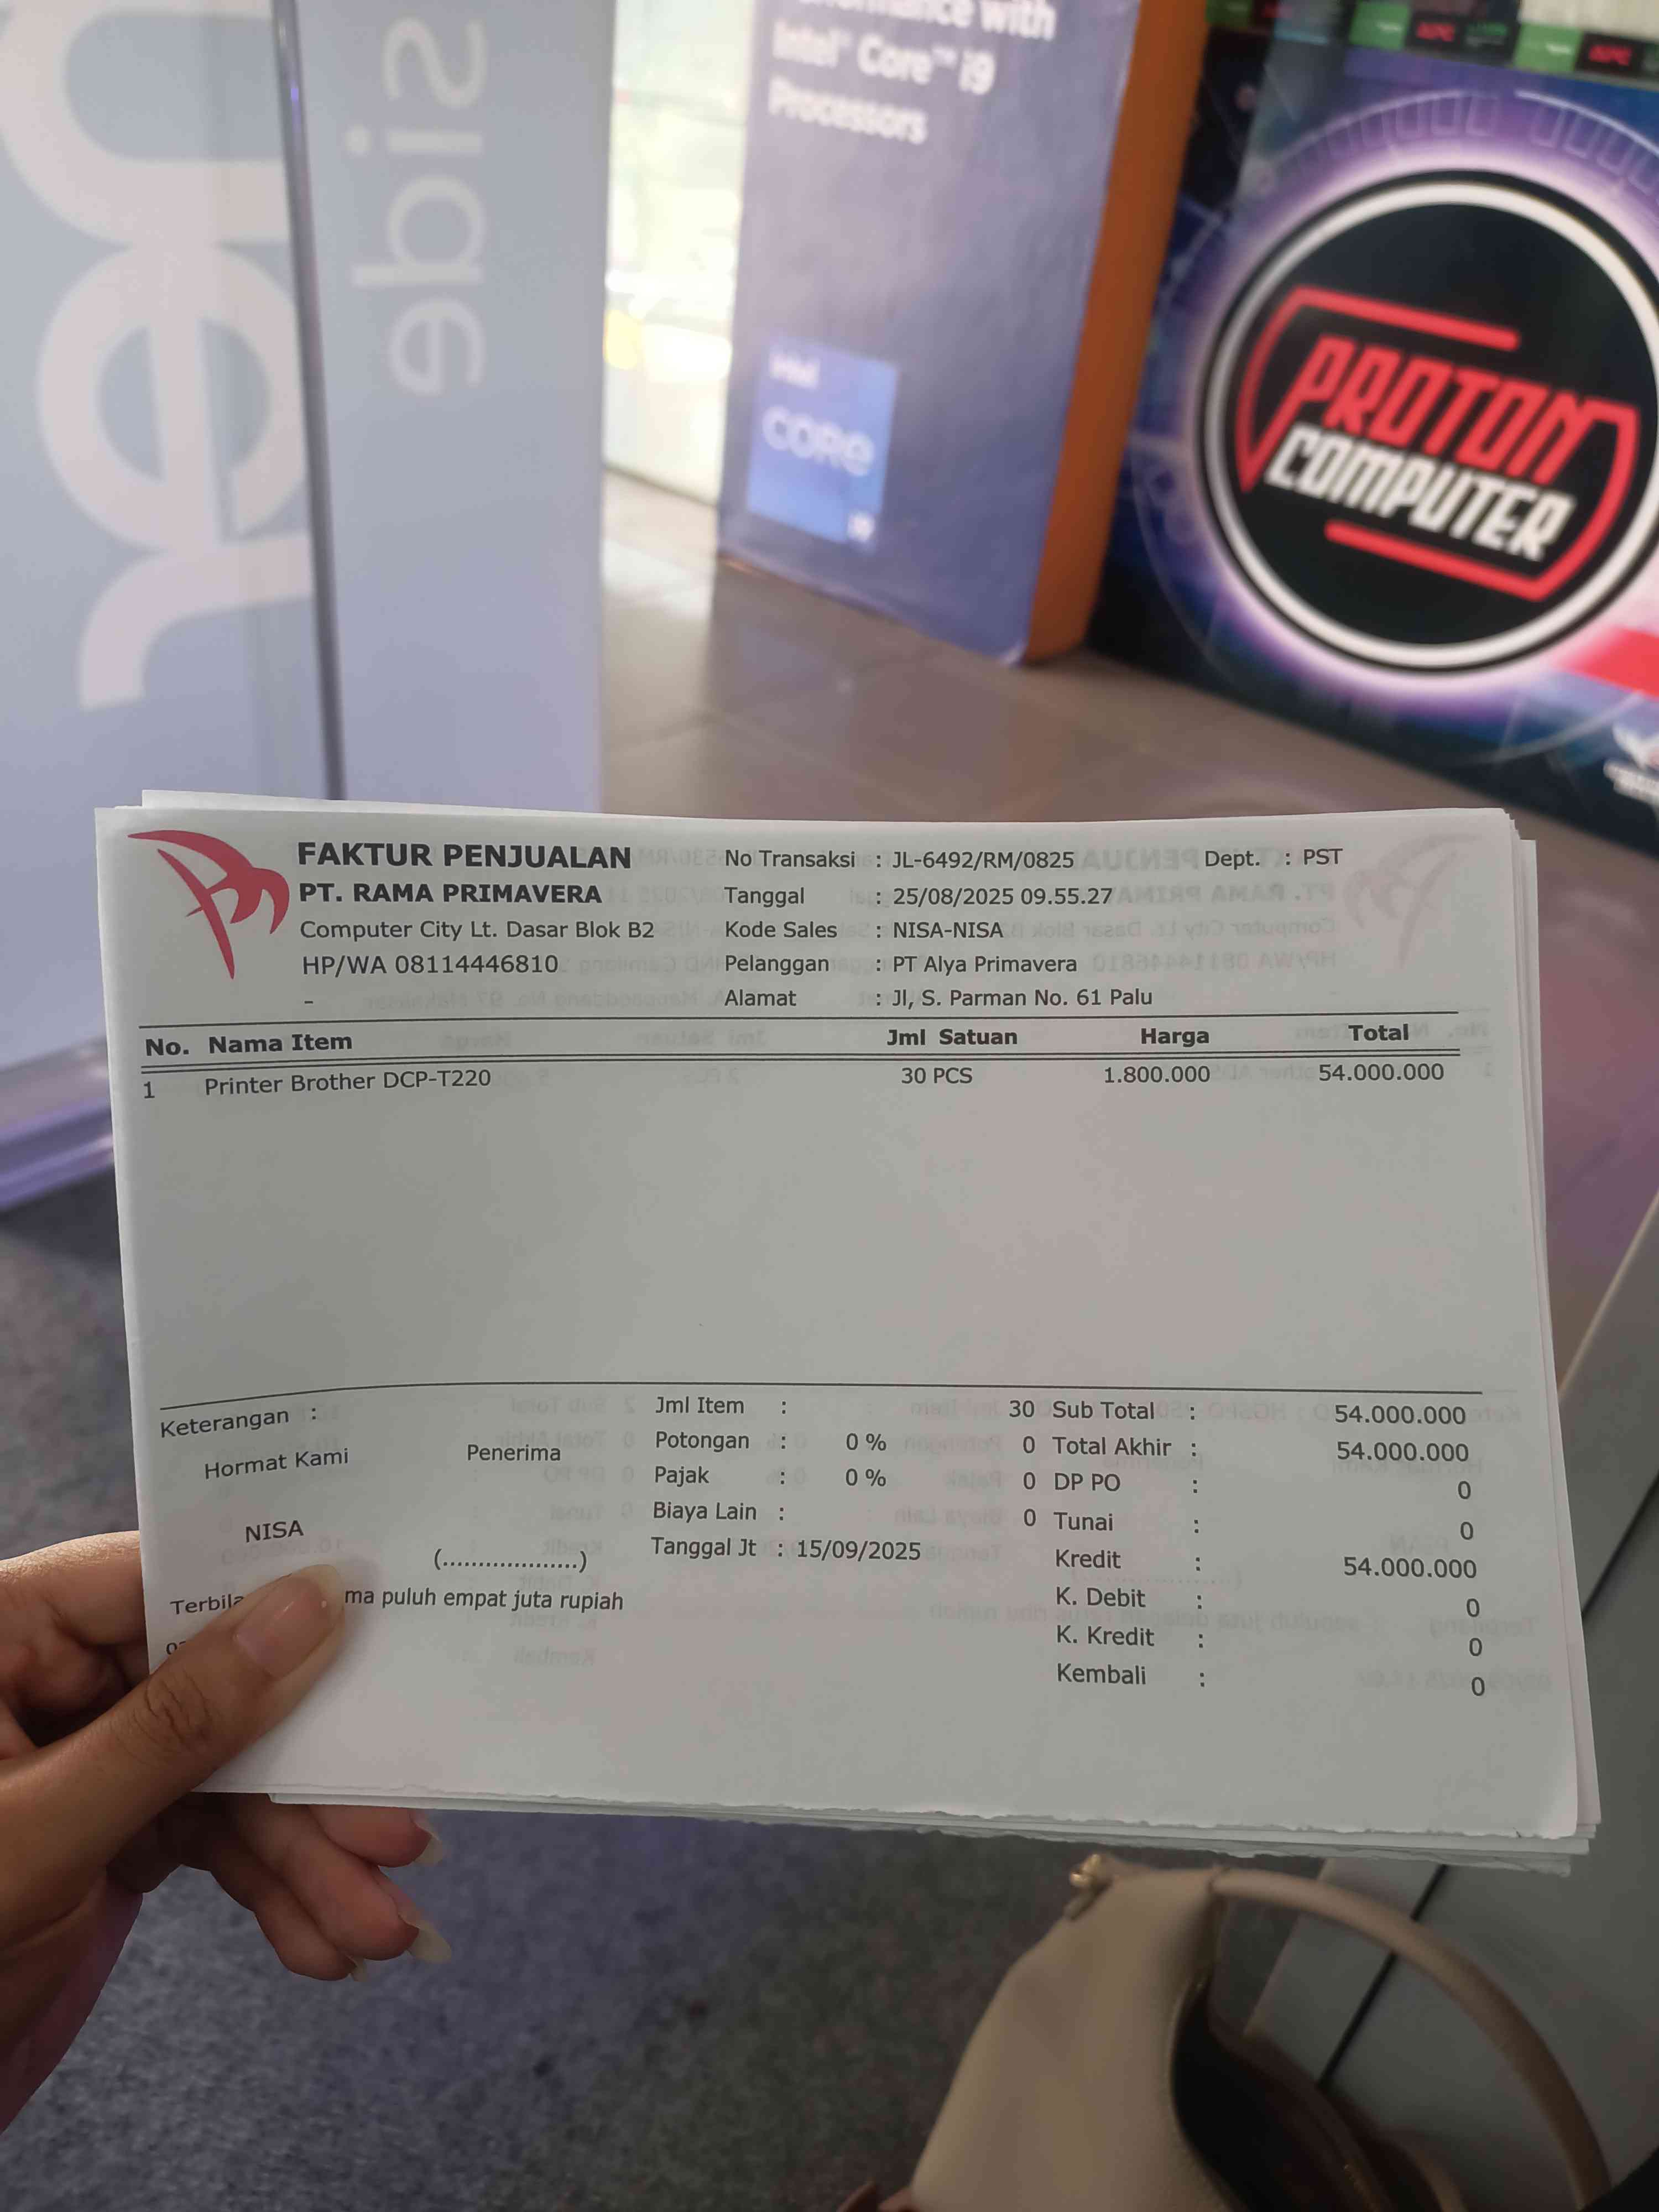 mance with
Intel® Core™ i9
Processors
intel
CORE
i9
PROTON
COMPUTER
side
FAKTUR PENJUALAN
PT. RAMA PRIMAVERA
Computer City Lt. Dasar Blok B2
HP/WA 08114446810
-
No Transaksi : JL-6492/RM/0825
Dept. : PST
Tanggal : 25/08/2025 09.55.27
Kode Sales : NISA-NISA
Pelanggan : PT Alya Primavera
Alamat : Jl, S. Parman No. 61 Palu
No. Nama Item Jml Satuan Harga Total
1 Printer Brother DCP-T220 30 PCS 1.800.000 54.000.000
Keterangan :
Hormat Kami Penerima
NISA
(...................)
Jml Item : 30
Potongan : 0 % 0
Pajak : 0 % 0
Biaya Lain : 0
Tanggal Jt : 15/09/2025
Sub Total : 54.000.000
Total Akhir : 54.000.000
DP PO : 0
Tunai : 0
Kredit : 54.000.000
K. Debit : 0
K. Kredit : 0
Kembali : 0
Terbila ma puluh empat juta rupiah